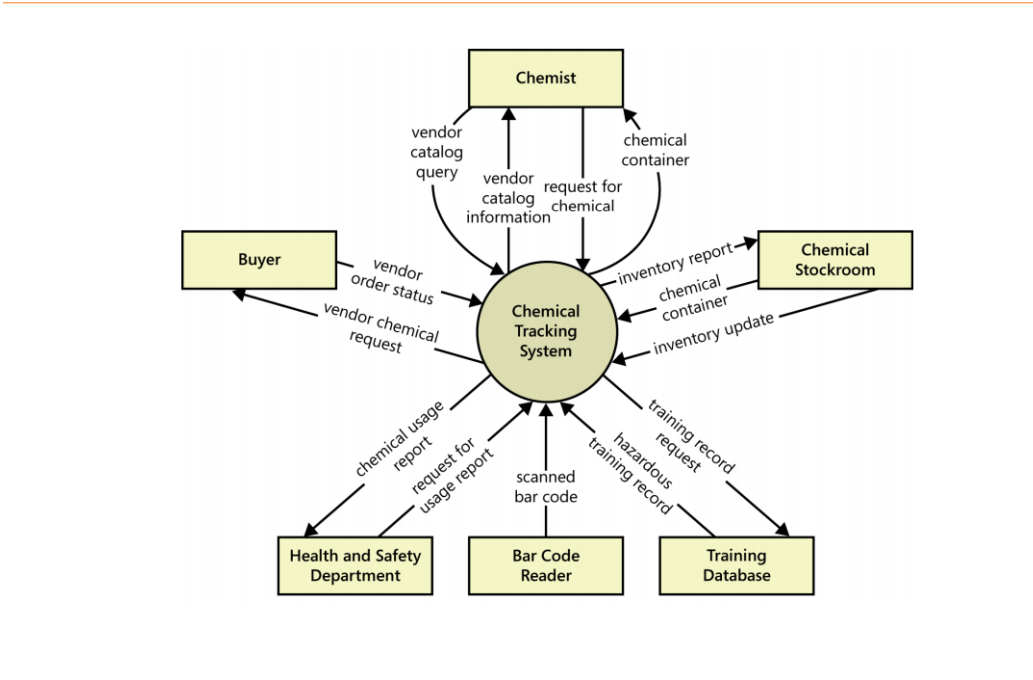 Chemist
vendor
catalog
query
vendor
catalog
information
request for
chemical
chemical
container
Buyer
vendor
order status
vendor chemical
request
Chemical
Tracking
System
inventory report
chemical
container
inventory update
Chemical
Stockroom
chemical usage
report
request for
usage report
scanned
bar code
hazardous
training record
training record
request
Health and Safety
Department
Bar Code
Reader
Training
Database